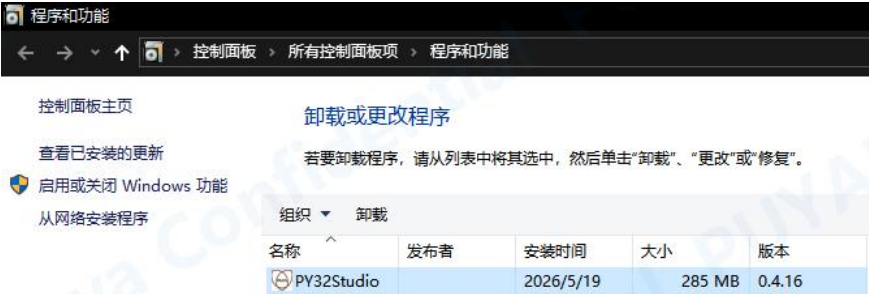 程序和功能
控制面板 › 所有控制面板项 › 程序和功能
控制面板主页
卸载或更改程序
查看已安装的更新
若要卸载程序，请从列表中将其选中，然后单击“卸载”、“更改”或“修复”。
启用或关闭 Windows 功能
从网络安装程序
组织 卸载
名称 发布者 安装时间 大小 版本
PY32Studio 2026/5/19 285 MB 0.4.16